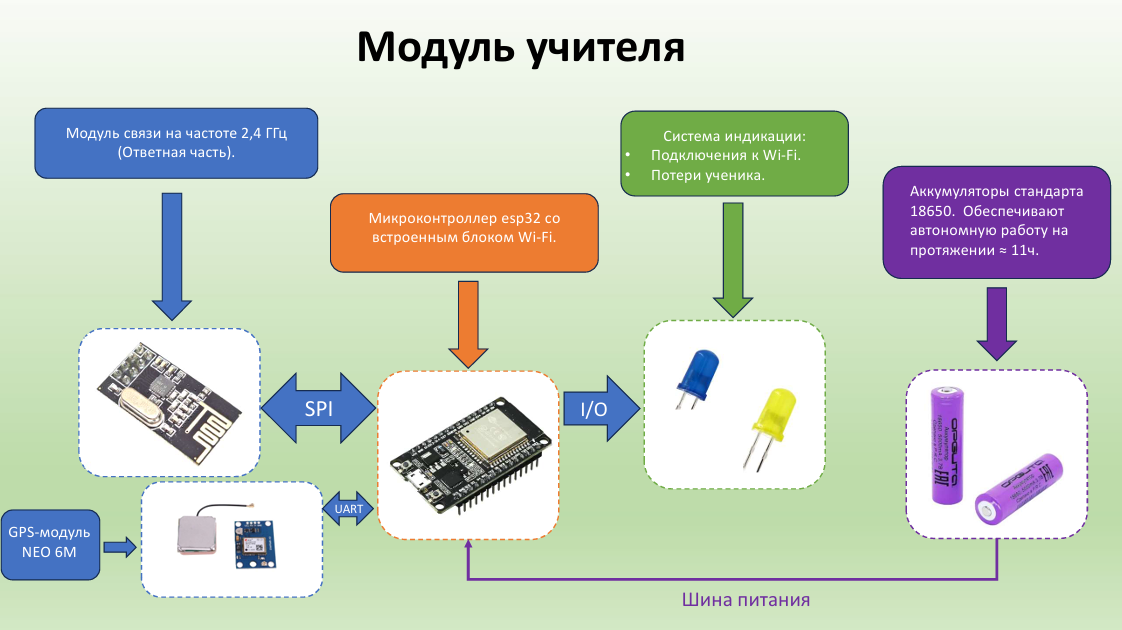 Модуль учителя
Модуль связи на частоте 2,4 ГГц
(Ответная часть).
Система индикации:
• Подключения к Wi-Fi.
• Потери ученика.
Аккумуляторы стандарта
18650. Обеспечивают
автономную работу на
протяжении ≈ 11ч.
Микроконтроллер esp32 со
встроенным блоком Wi-Fi.
SPI
I/O
UART
GPS-модуль
NEO 6M
Шина питания